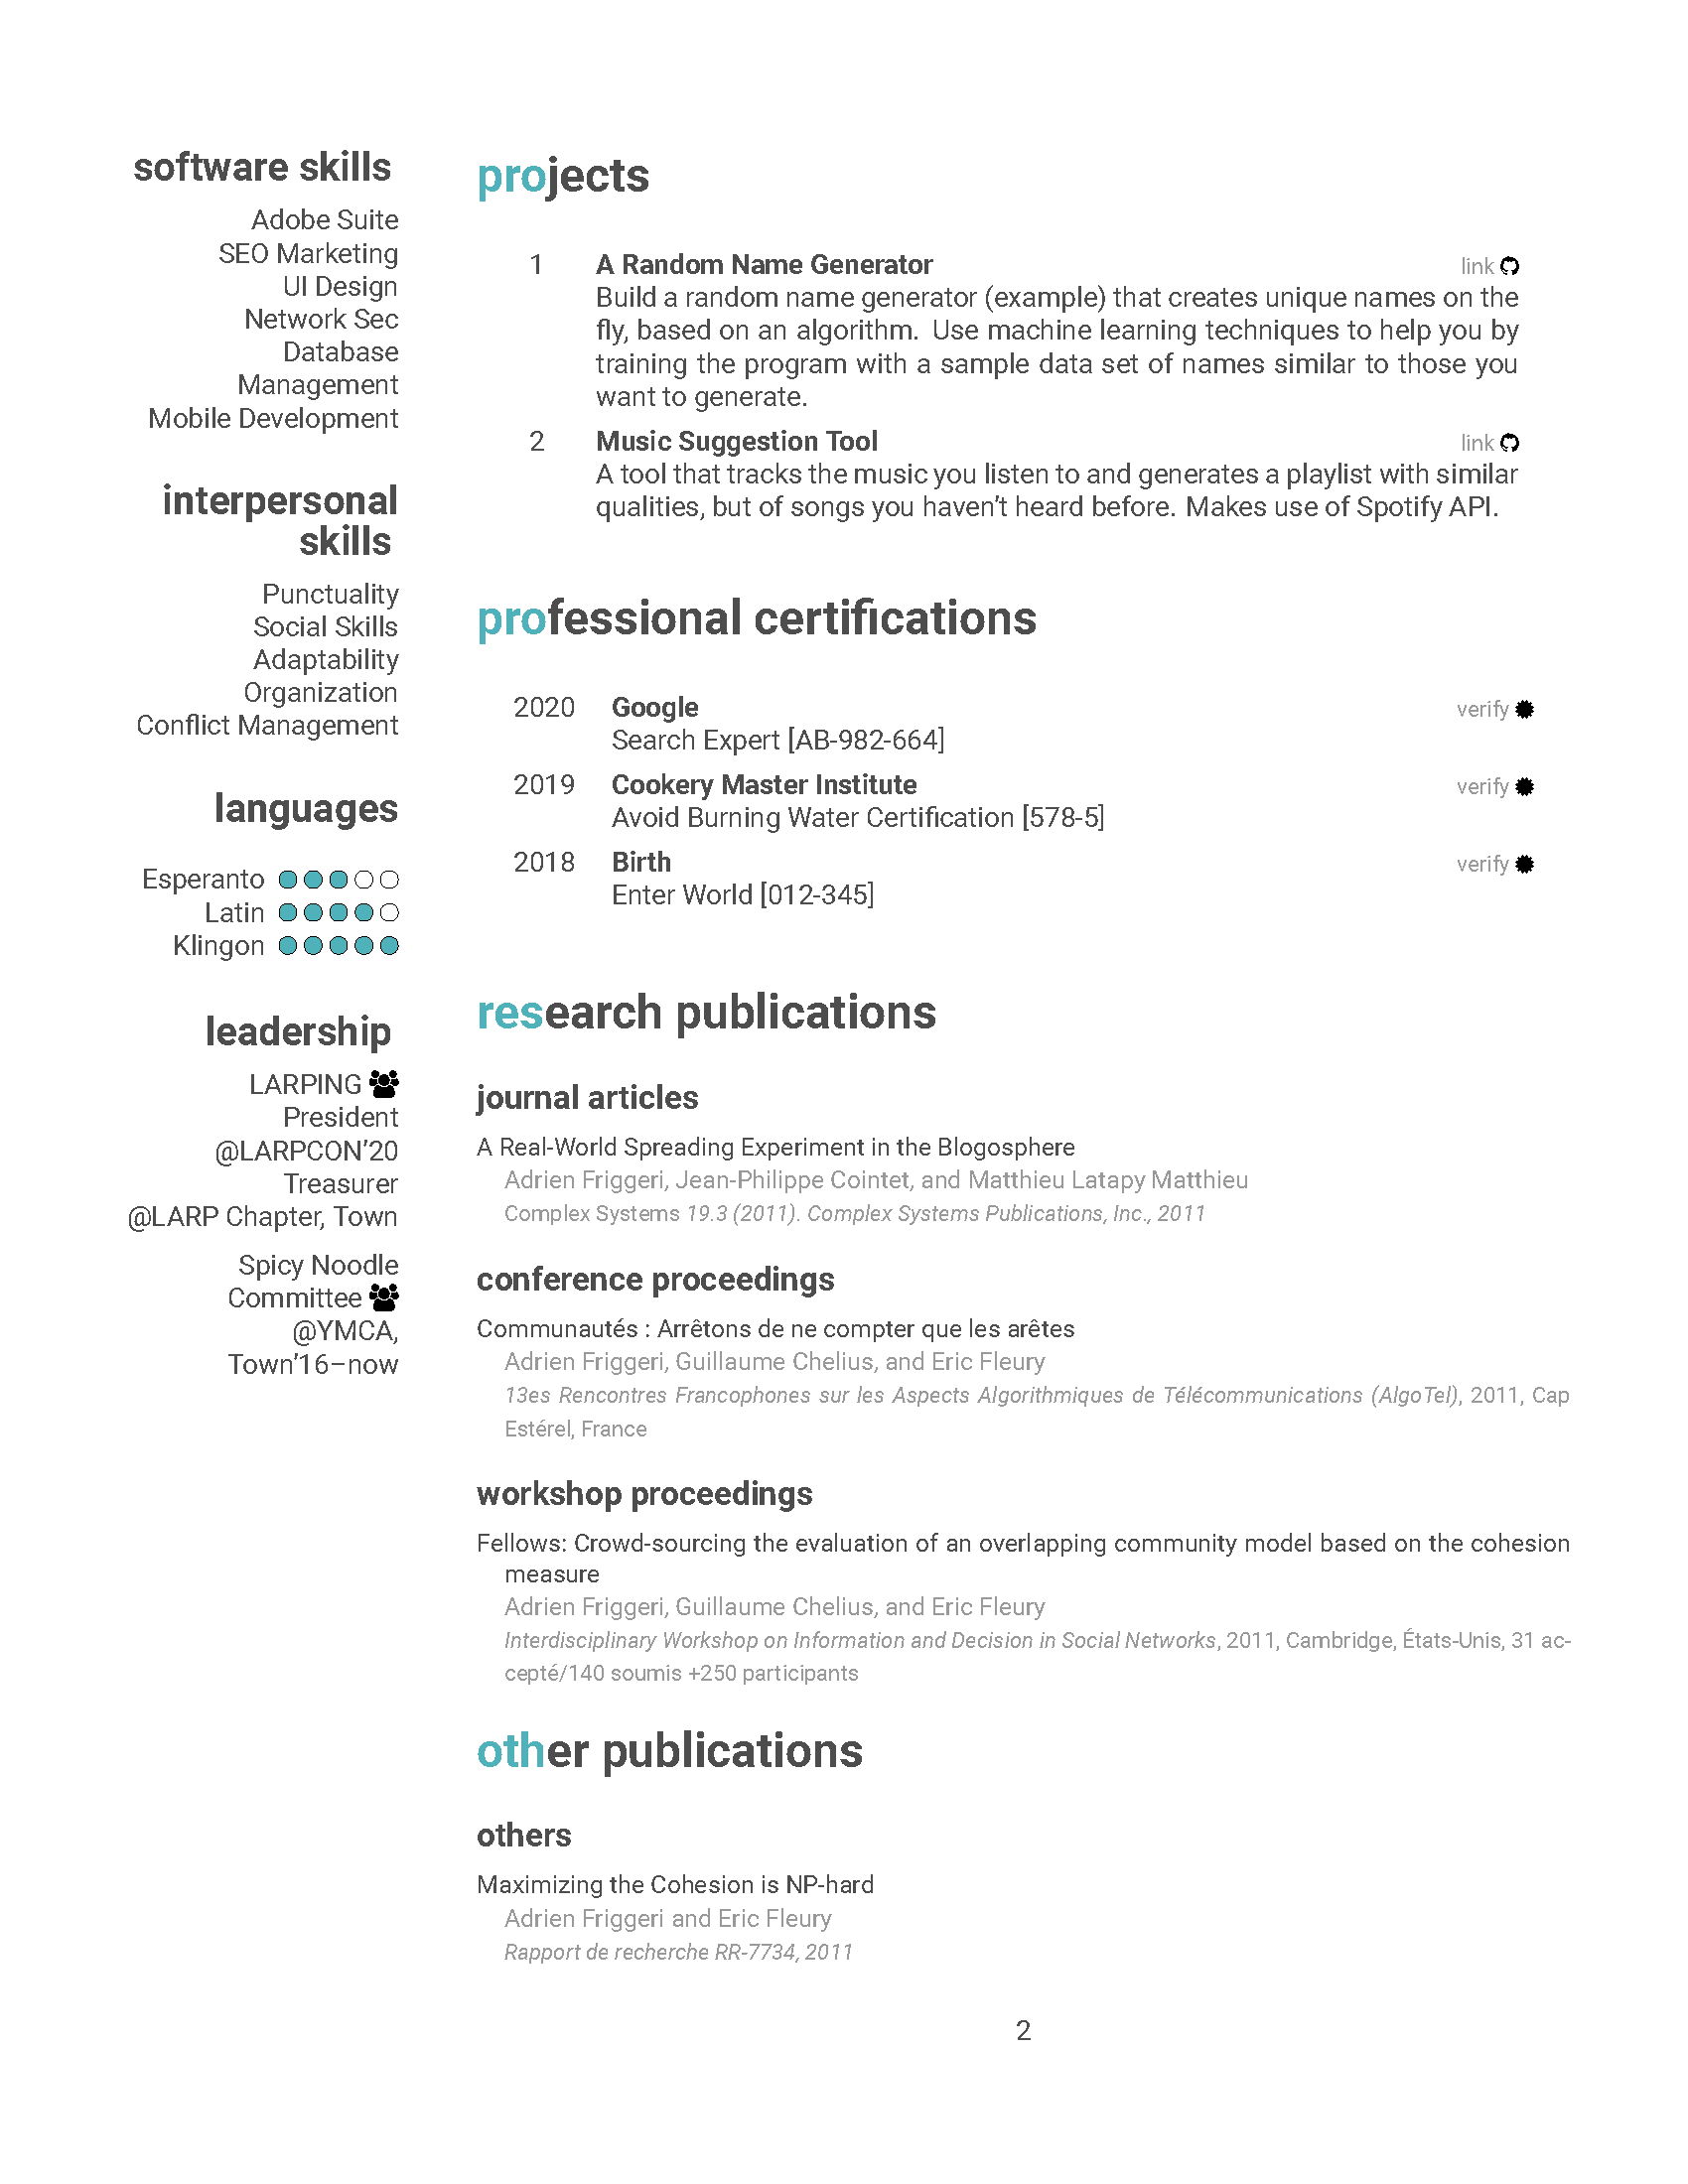 software skills
Adobe Suite
SEO Marketing
UI Design
Network Sec
Database
Management
Mobile Development
interpersonal
skills
Punctuality
Social Skills
Adaptability
Organization
Conflict Management
languages
Esperanto
Latin
Klingon
leadership
LARPING
President
@LARPCON'20
Treasurer
@LARP Chapter, Town
Spicy Noodle
Committee
@YMCA,
Town'16–now
projects
1 A Random Name Generator link
Build a random name generator (example) that creates unique names on the
fly, based on an algorithm. Use machine learning techniques to help you by
training the program with a sample data set of names similar to those you
want to generate.
2 Music Suggestion Tool link
A tool that tracks the music you listen to and generates a playlist with similar
qualities, but of songs you haven't heard before. Makes use of Spotify API.
professional certifications
2020 Google verify
Search Expert [AB-982-664]
2019 Cookery Master Institute verify
Avoid Burning Water Certification [578-5]
2018 Birth verify
Enter World [012-345]
research publications
journal articles
A Real-World Spreading Experiment in the Blogosphere
Adrien Friggeri, Jean-Philippe Cointet, and Matthieu Latapy Matthieu
Complex Systems 19.3 (2011). Complex Systems Publications, Inc., 2011
conference proceedings
Communautés : Arrêtons de ne compter que les arêtes
Adrien Friggeri, Guillaume Chelius, and Eric Fleury
13es Rencontres Francophones sur les Aspects Algorithmiques de Télécommunications (AlgoTel), 2011, Cap
Estérel, France
workshop proceedings
Fellows: Crowd-sourcing the evaluation of an overlapping community model based on the cohesion
measure
Adrien Friggeri, Guillaume Chelius, and Eric Fleury
Interdisciplinary Workshop on Information and Decision in Social Networks, 2011, Cambridge, États-Unis, 31 ac-
cepté/140 soumis +250 participants
other publications
others
Maximizing the Cohesion is NP-hard
Adrien Friggeri and Eric Fleury
Rapport de recherche RR-7734, 2011
2